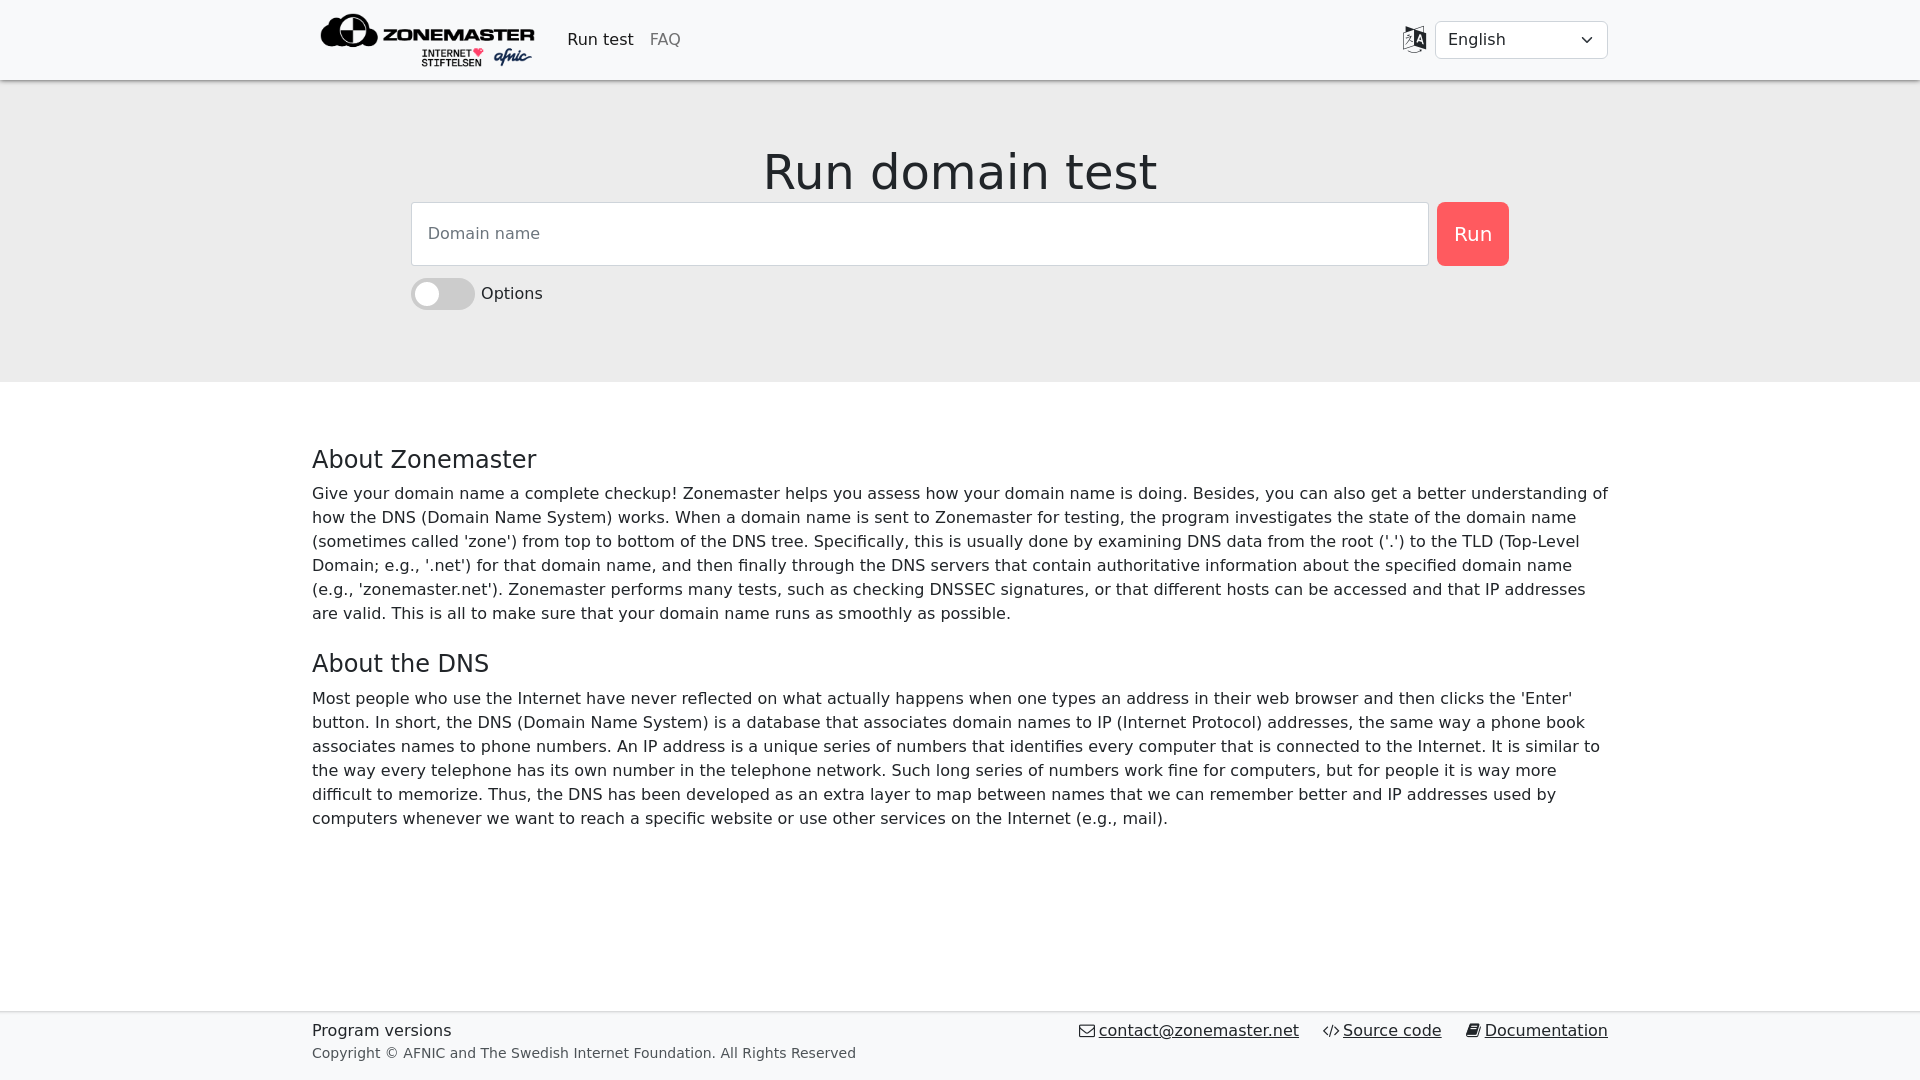 ZONEMASTER
INTERNET
STIFTELSEN afnic
Run test
FAQ
English
Run domain test
Domain name
Run
Options
About Zonemaster
Give your domain name a complete checkup! Zonemaster helps you assess how your domain name is doing. Besides, you can also get a better understanding of
how the DNS (Domain Name System) works. When a domain name is sent to Zonemaster for testing, the program investigates the state of the domain name
(sometimes called 'zone') from top to bottom of the DNS tree. Specifically, this is usually done by examining DNS data from the root ('.') to the TLD (Top-Level
Domain; e.g., '.net') for that domain name, and then finally through the DNS servers that contain authoritative information about the specified domain name
(e.g., 'zonemaster.net'). Zonemaster performs many tests, such as checking DNSSEC signatures, or that different hosts can be accessed and that IP addresses
are valid. This is all to make sure that your domain name runs as smoothly as possible.
About the DNS
Most people who use the Internet have never reflected on what actually happens when one types an address in their web browser and then clicks the 'Enter'
button. In short, the DNS (Domain Name System) is a database that associates domain names to IP (Internet Protocol) addresses, the same way a phone book
associates names to phone numbers. An IP address is a unique series of numbers that identifies every computer that is connected to the Internet. It is similar to
the way every telephone has its own number in the telephone network. Such long series of numbers work fine for computers, but for people it is way more
difficult to memorize. Thus, the DNS has been developed as an extra layer to map between names that we can remember better and IP addresses used by
computers whenever we want to reach a specific website or use other services on the Internet (e.g., mail).
Program versions
Copyright © AFNIC and The Swedish Internet Foundation. All Rights Reserved
contact@zonemaster.net
Source code
Documentation